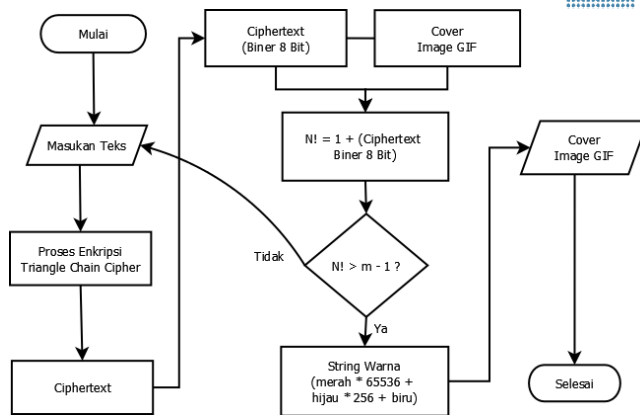 Mulai
Masukan Teks
Proses Enkripsi
Triangle Chain Cipher
Ciphertext
Ciphertext
(Biner 8 Bit)
Cover
Image GIF
N! = 1 + (Ciphertext
Biner 8 Bit)
N! > m - 1 ?
Tidak
Ya
String Warna
(merah * 65536 +
hijau * 256 + biru)
Cover
Image GIF
Selesai